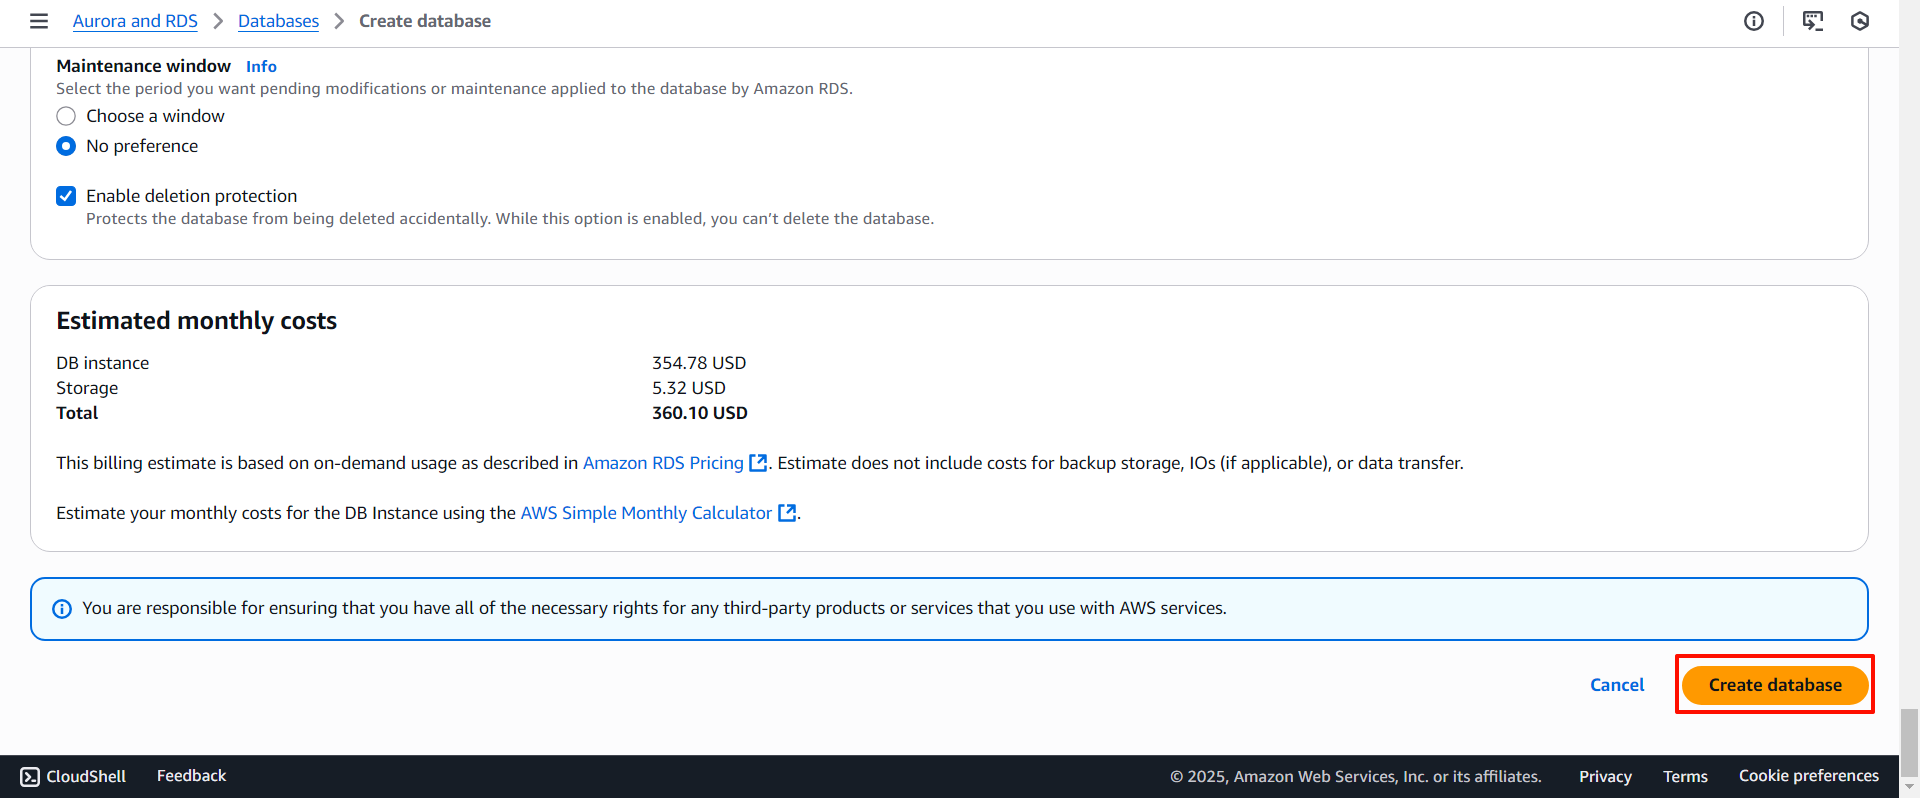 Aurora and RDS > Databases > Create database
Maintenance window Info
Select the period you want pending modifications or maintenance applied to the database by Amazon RDS.
Choose a window
No preference
Enable deletion protection
Protects the database from being deleted accidentally. While this option is enabled, you can’t delete the database.
Estimated monthly costs
DB instance 354.78 USD
Storage 5.32 USD
Total 360.10 USD
This billing estimate is based on on-demand usage as described in Amazon RDS Pricing. Estimate does not include costs for backup storage, IOs (if applicable), or data transfer.
Estimate your monthly costs for the DB Instance using the AWS Simple Monthly Calculator.
You are responsible for ensuring that you have all of the necessary rights for any third-party products or services that you use with AWS services.
Cancel Create database
CloudShell Feedback © 2025, Amazon Web Services, Inc. or its affiliates. Privacy Terms Cookie preferences